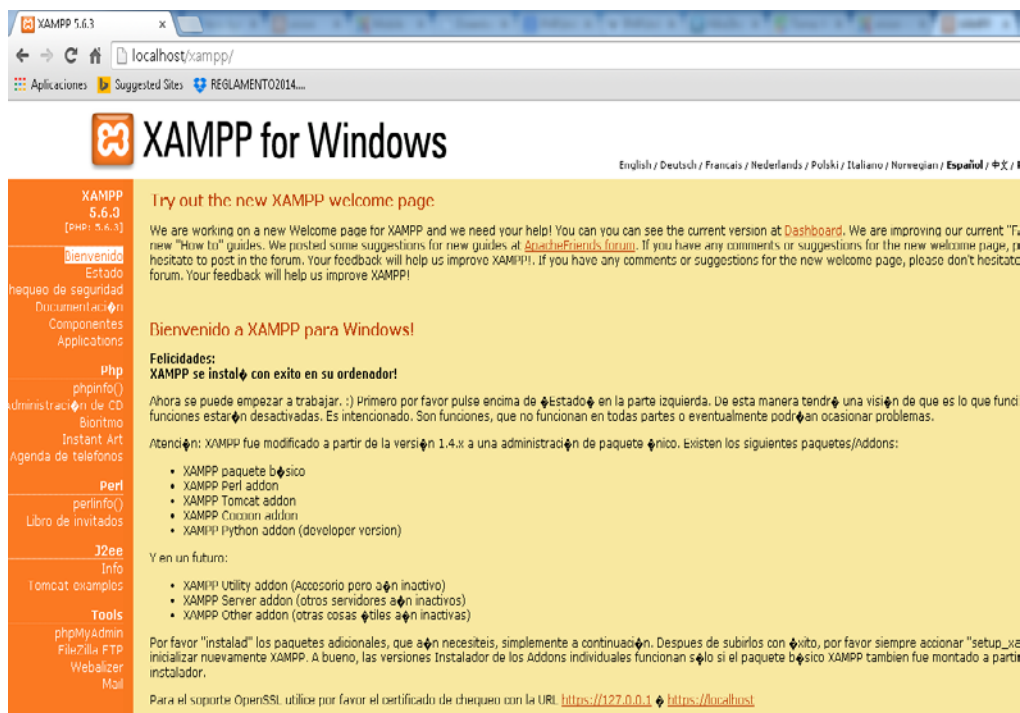 XAMPP 5.6.3
localhost/xampp/
Aplicaciones Suggested Sites REGLAMENTO2014....
XAMPP for Windows
English / Deutsch / Francais / Nederlands / Polski / Italiano / Norwegian / Español / 中文 /
XAMPP
5.6.3
[PHP: 5.6.3]
Bienvenido
Estado
hequeo de seguridad
Documentaci�n
Componentes
Applications
Php
phpinfo()
dministraci�n de CD
Bioritmo
Instant Art
Agenda de telefonos
Perl
perlinfo()
Libro de invitados
J2ee
Info
Tomcat examples
Tools
phpMyAdmin
FileZilla FTP
Webalizer
Mail
Try out the new XAMPP welcome page
We are working on a new Welcome page for XAMPP and we need your help! You can you can see the current version at Dashboard. We are improving our current "F
new "How to" guides. We posted some suggestions for new guides at ApacheFriends forum. If you have any comments or suggestions for the new welcome page, p
hesitate to post in the forum. Your feedback will help us improve XAMPP!. If you have any comments or suggestions for the new welcome page, please don't hesitate
forum. Your feedback will help us improve XAMPP!
Bienvenido a XAMPP para Windows!
Felicidades:
XAMPP se instal� con exito en su ordenador!
Ahora se puede empezar a trabajar. :) Primero por favor pulse encima de �Estado� en la parte izquierda. De esta manera tendr� una visi�n de que es lo que funci
funciones estar�n desactivadas. Es intencionado. Son funciones, que no funcionan en todas partes o eventualmente podr�an ocasionar problemas.
Atenci�n: XAMPP fue modificado a partir de la versi�n 1.4.x a una administraci�n de paquete �nico. Existen los siguientes paquetes/Addons:
• XAMPP paquete b�sico
• XAMPP Perl addon
• XAMPP Tomcat addon
• XAMPP Cocoon addon
• XAMPP Python addon (developer version)
Y en un futuro:
• XAMPP Utility addon (Accesorio pero a�n inactivo)
• XAMPP Server addon (otros servidores a�n inactivos)
• XAMPP Other addon (otras cosas �tiles a�n inactivas)
Por favor "instalad" los paquetes adicionales, que a�n necesiteis, simplemente a continuaci�n. Despues de subirlos con �xito, por favor siempre accionar "setup_xa
inicializar nuevamente XAMPP. A bueno, las versiones Instalador de los Addons individuales funcionan s�lo si el paquete b�sico XAMPP tambien fue montado a parti
instalador.
Para el soporte OpenSSL utilice por favor el certificado de chequeo con la URL https://127.0.0.1 � https://localhost